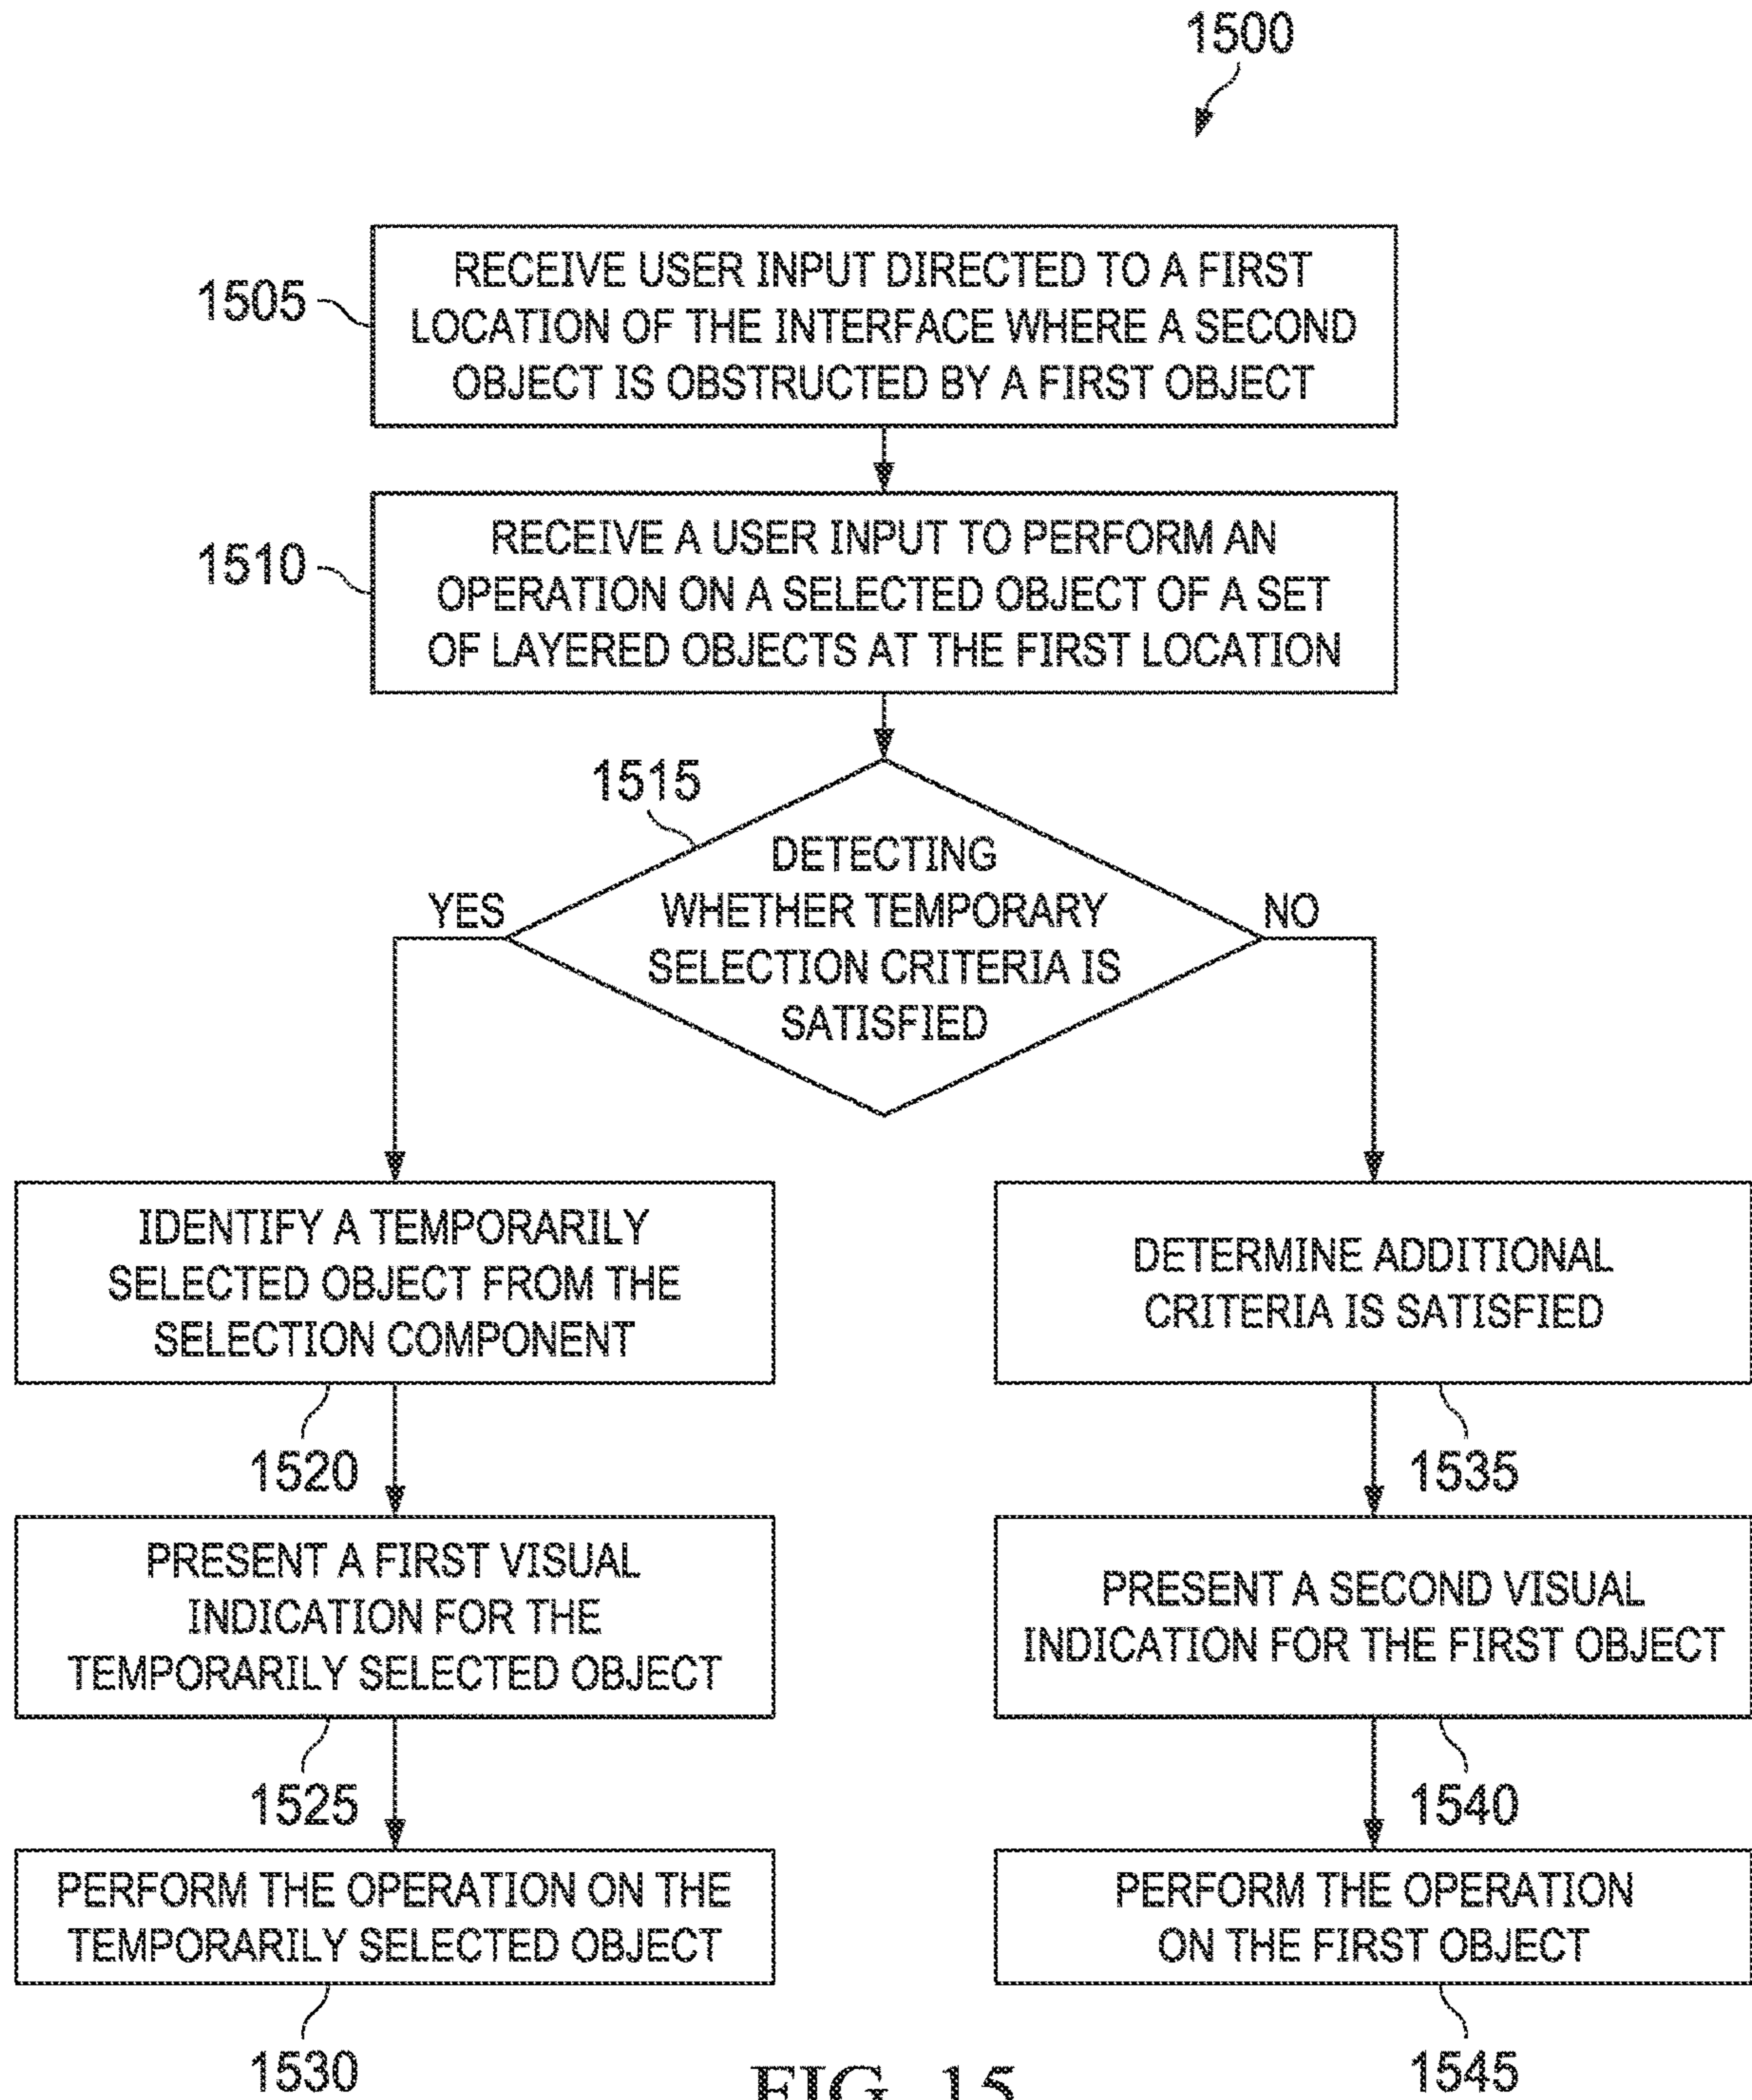 1500
1505
RECEIVE USER INPUT DIRECTED TO A FIRST
LOCATION OF THE INTERFACE WHERE A SECOND
OBJECT IS OBSTRUCTED BY A FIRST OBJECT
1510
RECEIVE A USER INPUT TO PERFORM AN
OPERATION ON A SELECTED OBJECT OF A SET
OF LAYERED OBJECTS AT THE FIRST LOCATION
1515
DETECTING
WHETHER TEMPORARY
SELECTION CRITERIA IS
SATISFIED
YES
NO
IDENTIFY A TEMPORARILY
SELECTED OBJECT FROM THE
SELECTION COMPONENT
1520
PRESENT A FIRST VISUAL
INDICATION FOR THE
TEMPORARILY SELECTED OBJECT
1525
PERFORM THE OPERATION ON THE
TEMPORARILY SELECTED OBJECT
1530
DETERMINE ADDITIONAL
CRITERIA IS SATISFIED
1535
PRESENT A SECOND VISUAL
INDICATION FOR THE FIRST OBJECT
1540
PERFORM THE OPERATION
ON THE FIRST OBJECT
1545
FIG. 15